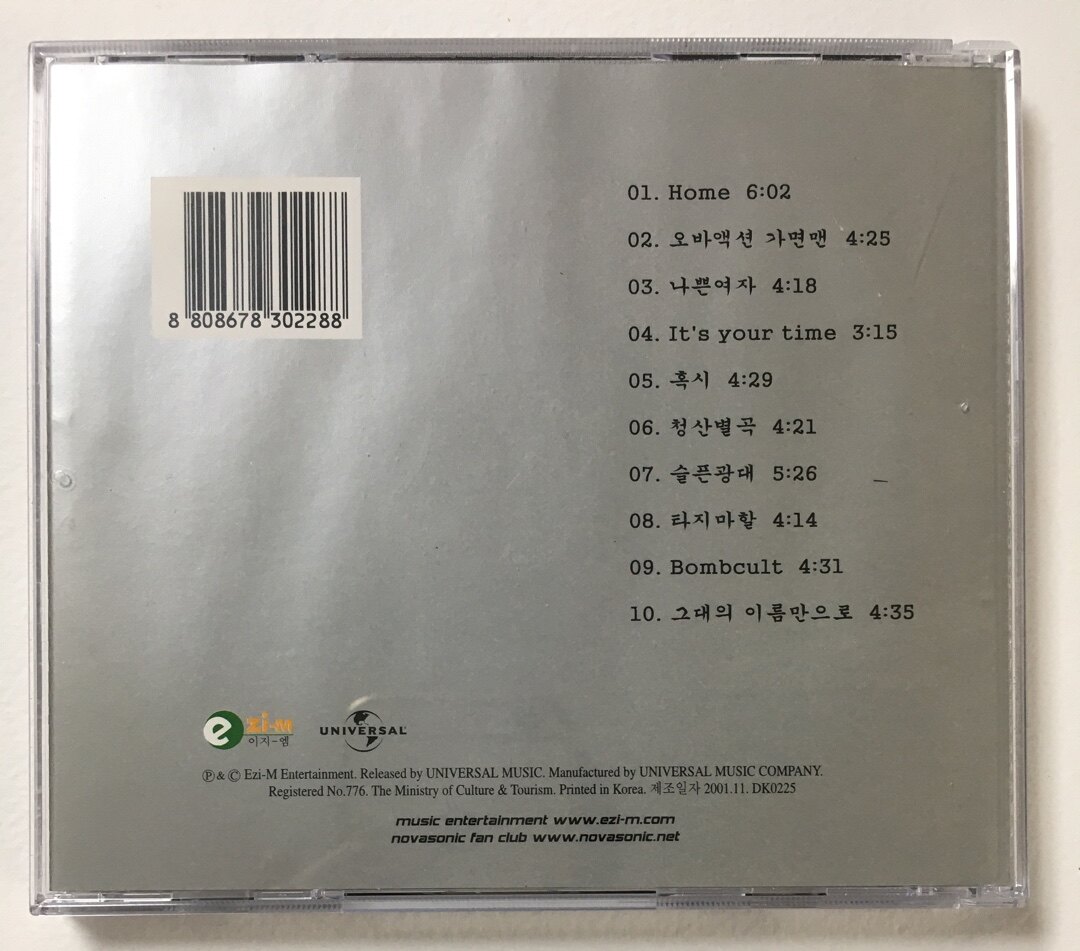 8 808678 302288
01. Home 6:02
02. 오바액션 가면맨 4:25
03. 나쁜여자 4:18
04. It's your time 3:15
05. 혹시 4:29
06. 청산별곡 4:21
07. 슬픈광대 5:26
08. 타지마할 4:14
09. Bombcult 4:31
10. 그대의 이름만으로 4:35
ezi-m
이지-엠
UNIVERSAL
℗ & © Ezi-M Entertainment. Released by UNIVERSAL MUSIC. Manufactured by UNIVERSAL MUSIC COMPANY.
Registered No.776. The Ministry of Culture & Tourism. Printed in Korea. 제조일자 2001.11. DK0225
music entertainment www.ezi-m.com
novasonic fan club www.novasonic.net